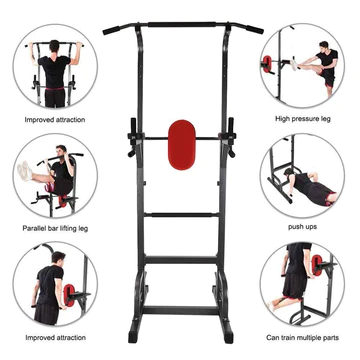 Improved attraction
High pressure leg
Parallel bar lifting leg
push ups
Improved attraction
Can train multiple parts